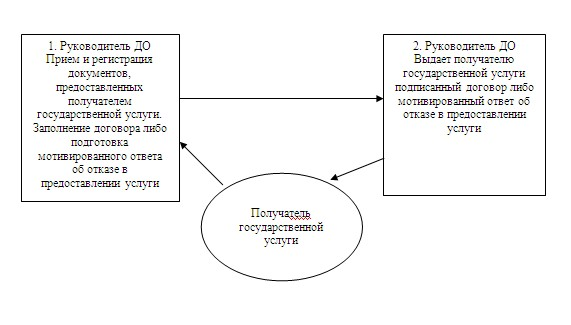 1. Руководитель ДО
Прием и регистрация
документов,
предоставленных
получателем
государственной услуги.
Заполнение договора либо
подготовка
мотивированного ответа
об отказе в
предоставлении услуги
2. Руководитель ДО
Выдает получателю
государственной услуги
подписанный договор либо
мотивированный ответ об
отказе в предоставлении
услуги
Получатель
государственной
услуги